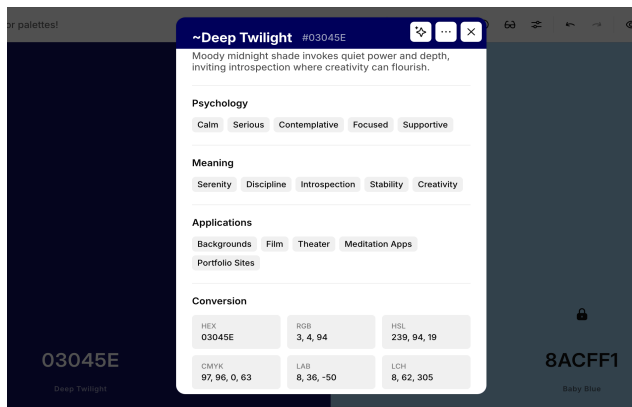 or palettes!
~Deep Twilight #03045E
Moody midnight shade invokes quiet power and depth,
inviting introspection where creativity can flourish.
Psychology
Calm Serious Contemplative Focused Supportive
Meaning
Serenity Discipline Introspection Stability Creativity
Applications
Backgrounds Film Theater Meditation Apps
Portfolio Sites
Conversion
HEX RGB HSL
03045E 3, 4, 94 239, 94, 19
CMYK LAB LCH
97, 96, 0, 63 8, 36, -50 8, 62, 305
03045E
Deep Twilight
8ACFF1
Baby Blue